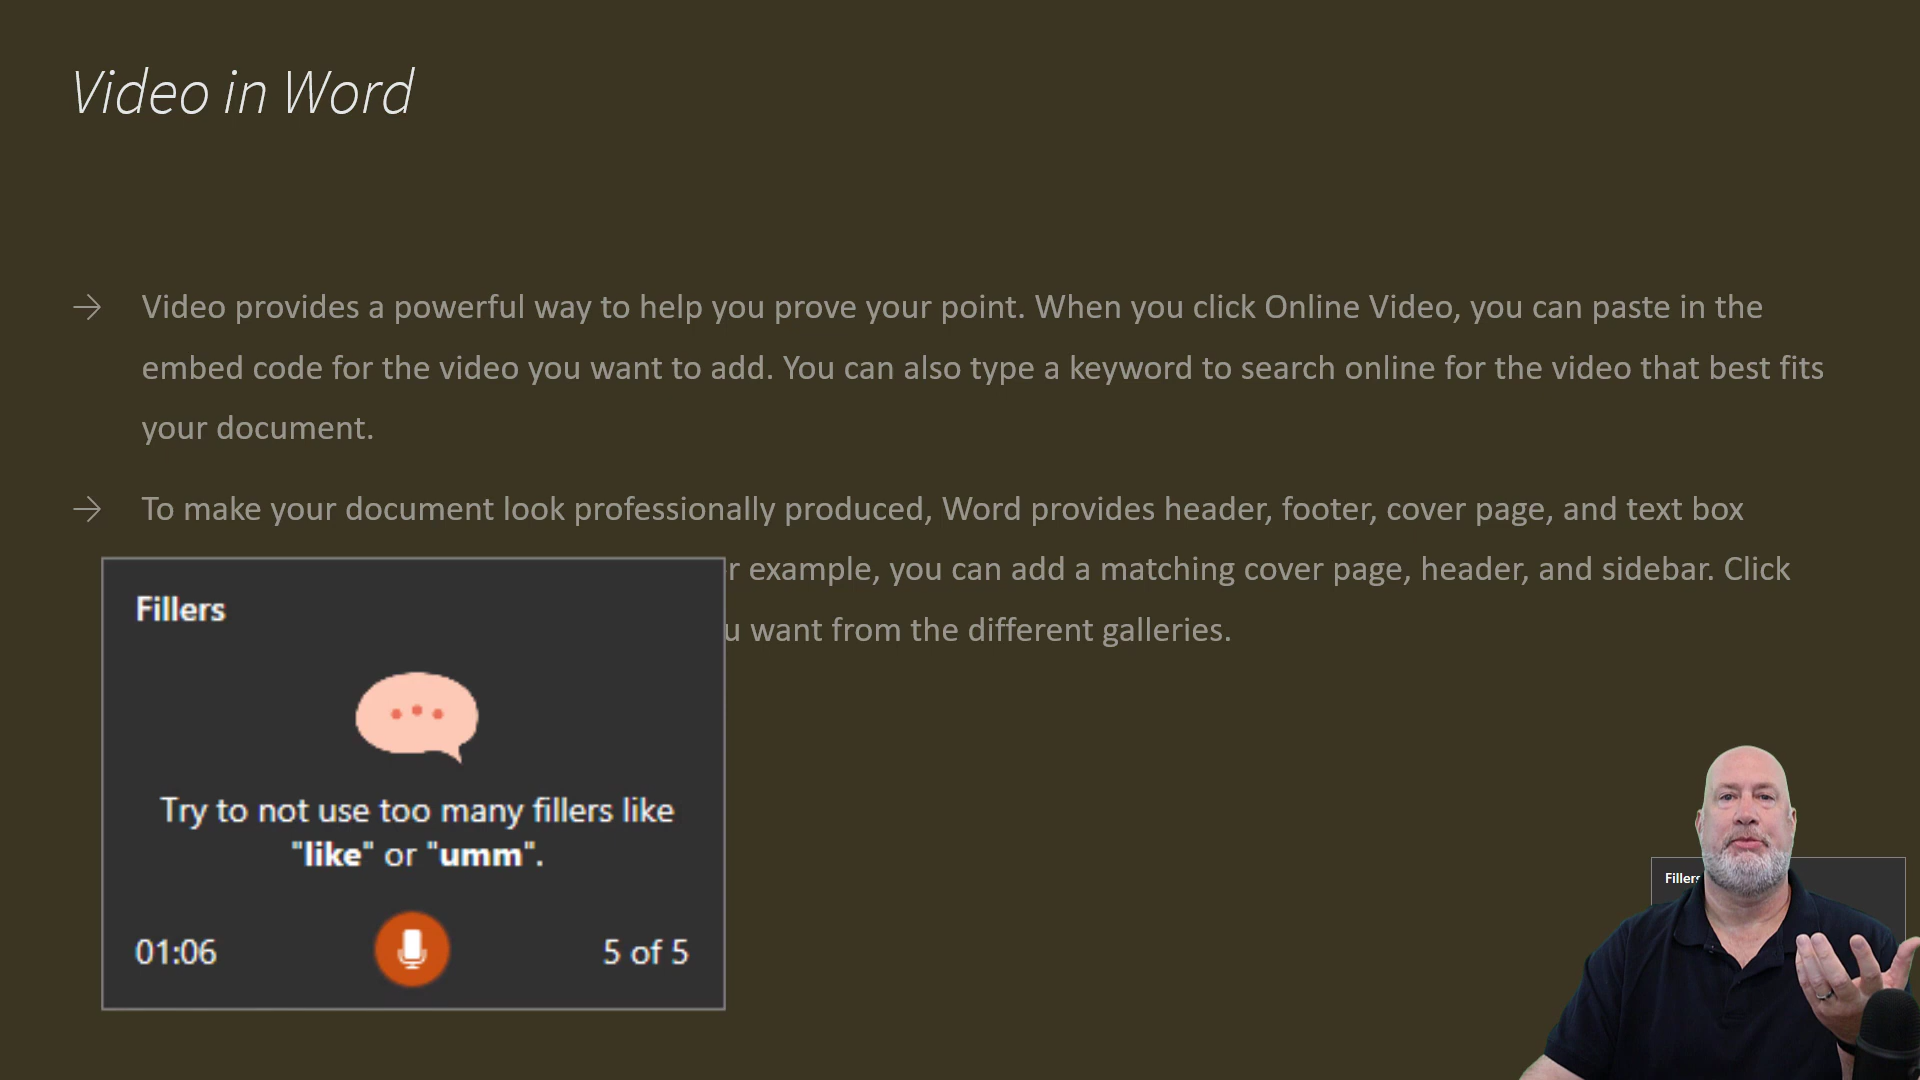 Video in Word
→ Video provides a powerful way to help you prove your point. When you click Online Video, you can paste in the
embed code for the video you want to add. You can also type a keyword to search online for the video that best fits
your document.
→ To make your document look professionally produced, Word provides header, footer, cover page, and text box
example, you can add a matching cover page, header, and sidebar. Click
want from the different galleries.
Fillers
Try to not use too many fillers like
"like" or "umm".
01:06 5 of 5
Fillers